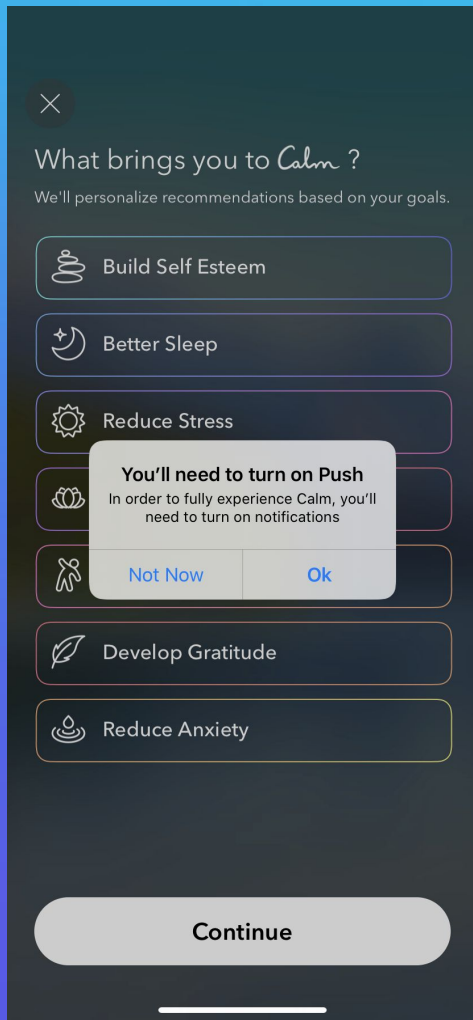 What brings you to Calm ?
We'll personalize recommendations based on your goals.
Build Self Esteem
Better Sleep
Reduce Stress
You'll need to turn on Push
In order to fully experience Calm, you'll
need to turn on notifications
Not Now
Ok
Develop Gratitude
Reduce Anxiety
Continue